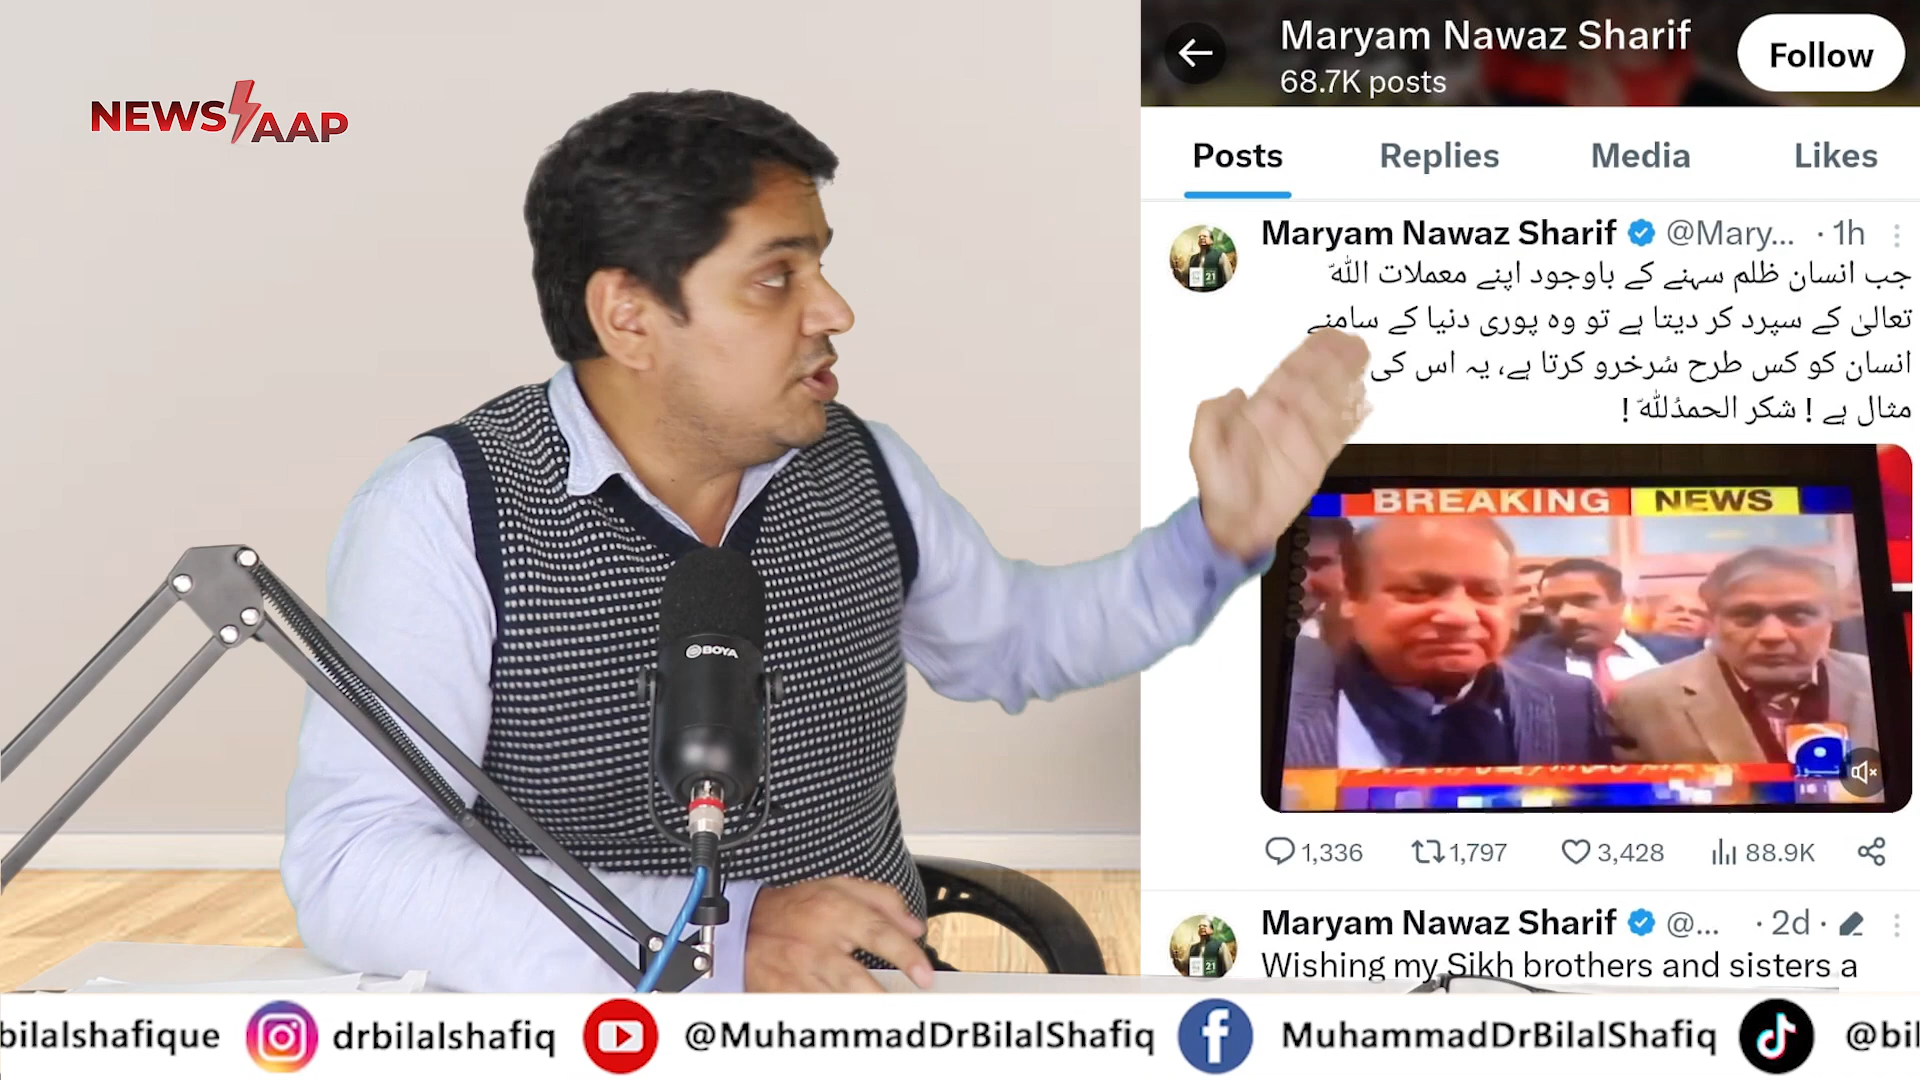 NEWS AAP
Maryam Nawaz Sharif
68.7K posts
Follow
Posts Replies Media Likes
Maryam Nawaz Sharif @Mary... · 1h
جب انسان ظلم سہنے کے باوجود اپنے معملات اللّٰہ
تعالیٰ کے سپرد کر دیتا ہے تو وہ پوری دنیا کے سامنے
انسان کو کس طرح سُرخرو کرتا ہے، یہ اس کی
مثال ہے ! شکر الحمدُللّٰہ !
BREAKING NEWS
BOYA
1,336 1,797 3,428 88.9K
Maryam Nawaz Sharif @... · 2d ·
Wishing my Sikh brothers and sisters a
bilalshafique drbilalshafiq @MuhammadDrBilalShafiq MuhammadDrBilalShafiq @bil